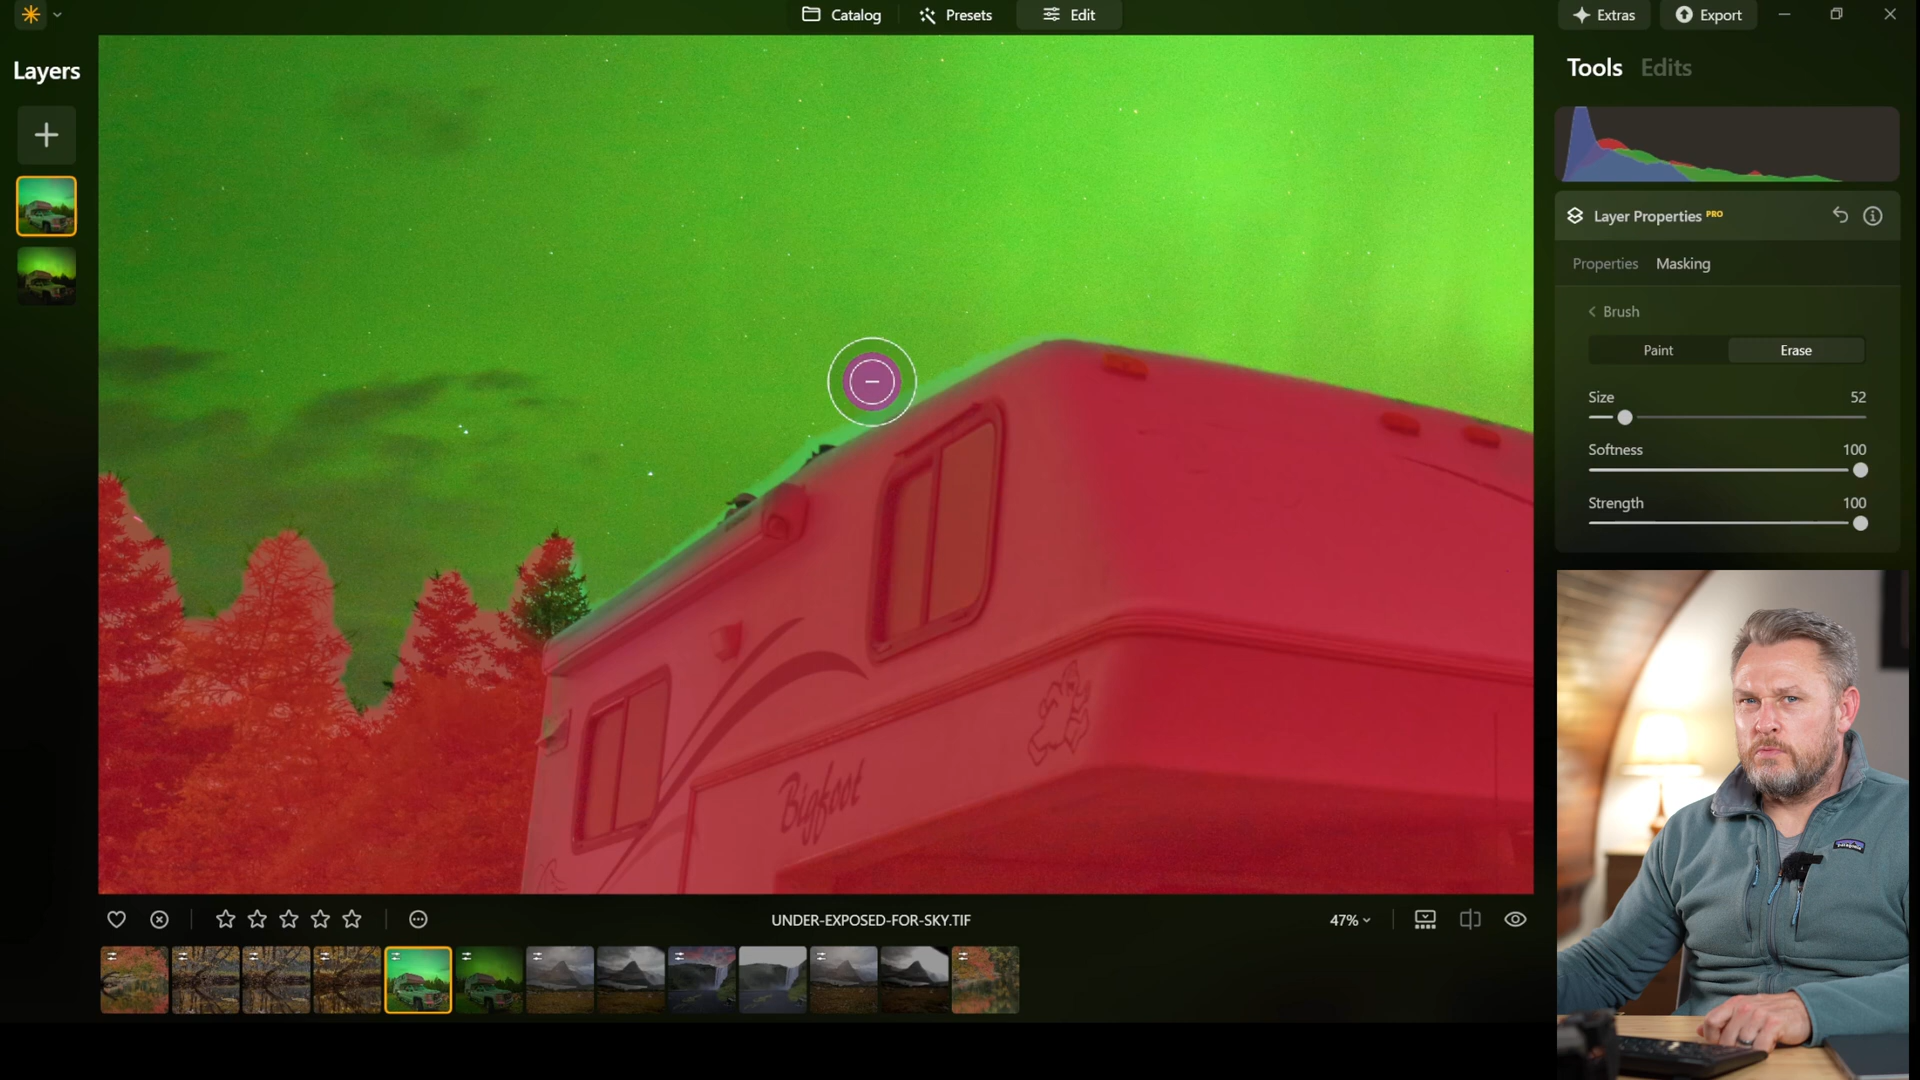 Catalog
Presets
Edit
Extras
Export
Layers
Tools Edits
Layer Properties PRO
Properties Masking
Brush
Paint Erase
Size 52
Softness 100
Strength 100
Bigfoot
patagonia
UNDER-EXPOSED-FOR-SKY.TIF
47%